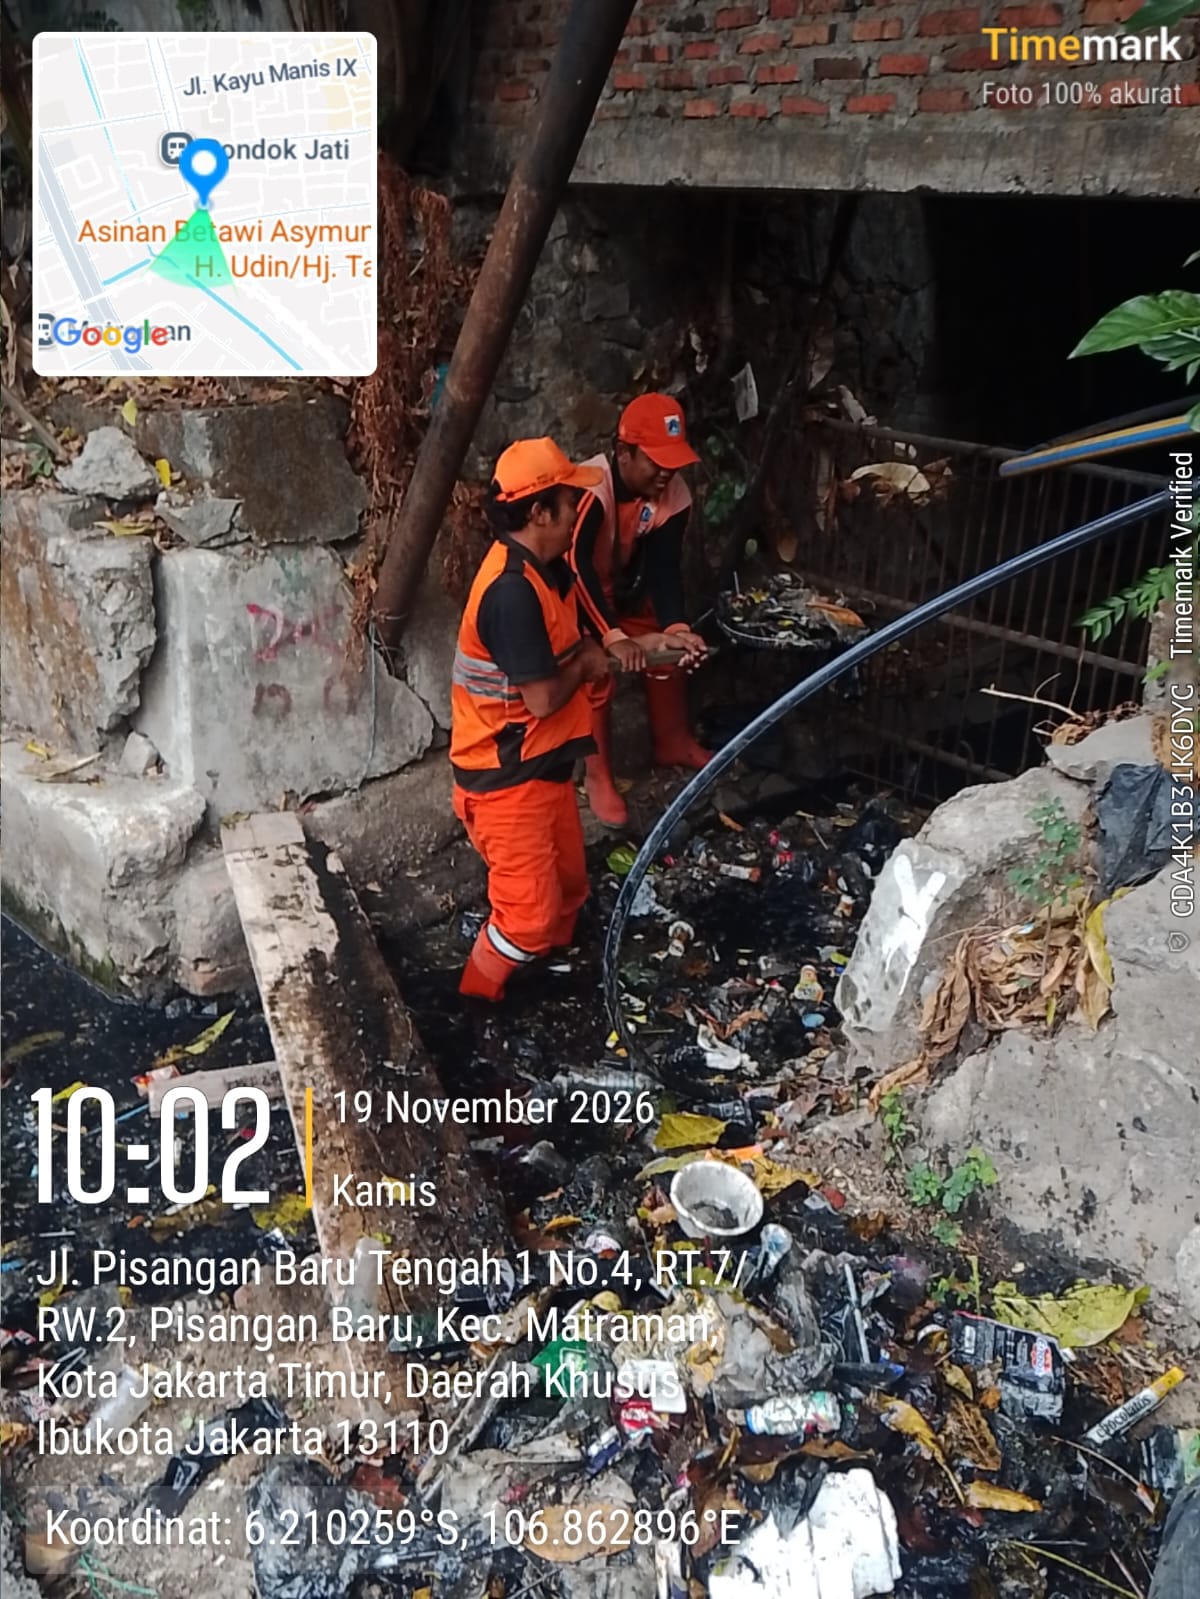 Timemark
Foto 100% akurat
Jl. Kayu Manis IX
ondok Jati
Asinan Betawi Asymun
H. Udin/Hj. Ta
Google
CDA4K1B31K6DYC Timemark Verified
10:02
19 November 2026
Kamis
Jl. Pisangan Baru Tengah 1 No.4, RT.7/
RW.2, Pisangan Baru, Kec. Matraman,
Kota Jakarta Timur, Daerah Khusus
Ibukota Jakarta 13110
Koordinat: 6.210259°S, 106.862896°E